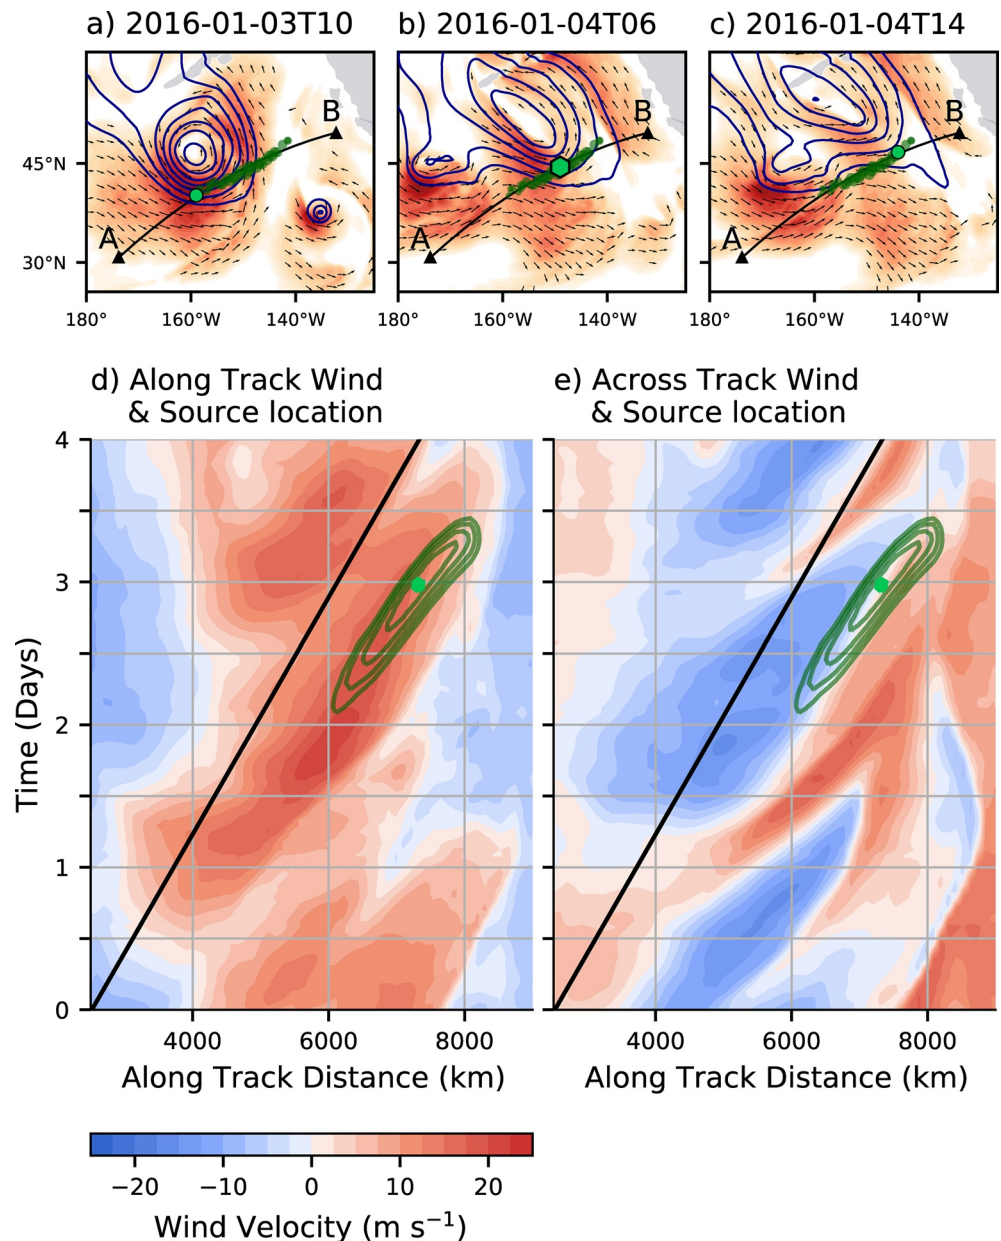 a) 2016-01-03T10
b) 2016-01-04T06
c) 2016-01-04T14
B
B
B
45°N
A
A
A
30°N
180°
160°W
140°W
180°
160°W
140°W
180°
160°W
140°W
d) Along Track Wind
& Source location
e) Across Track Wind
& Source location
4
3
2
1
0
Time (Days)
4000
6000
8000
4000
6000
8000
Along Track Distance (km)
Along Track Distance (km)
−20
−10
0
10
20
Wind Velocity (m s⁻¹)